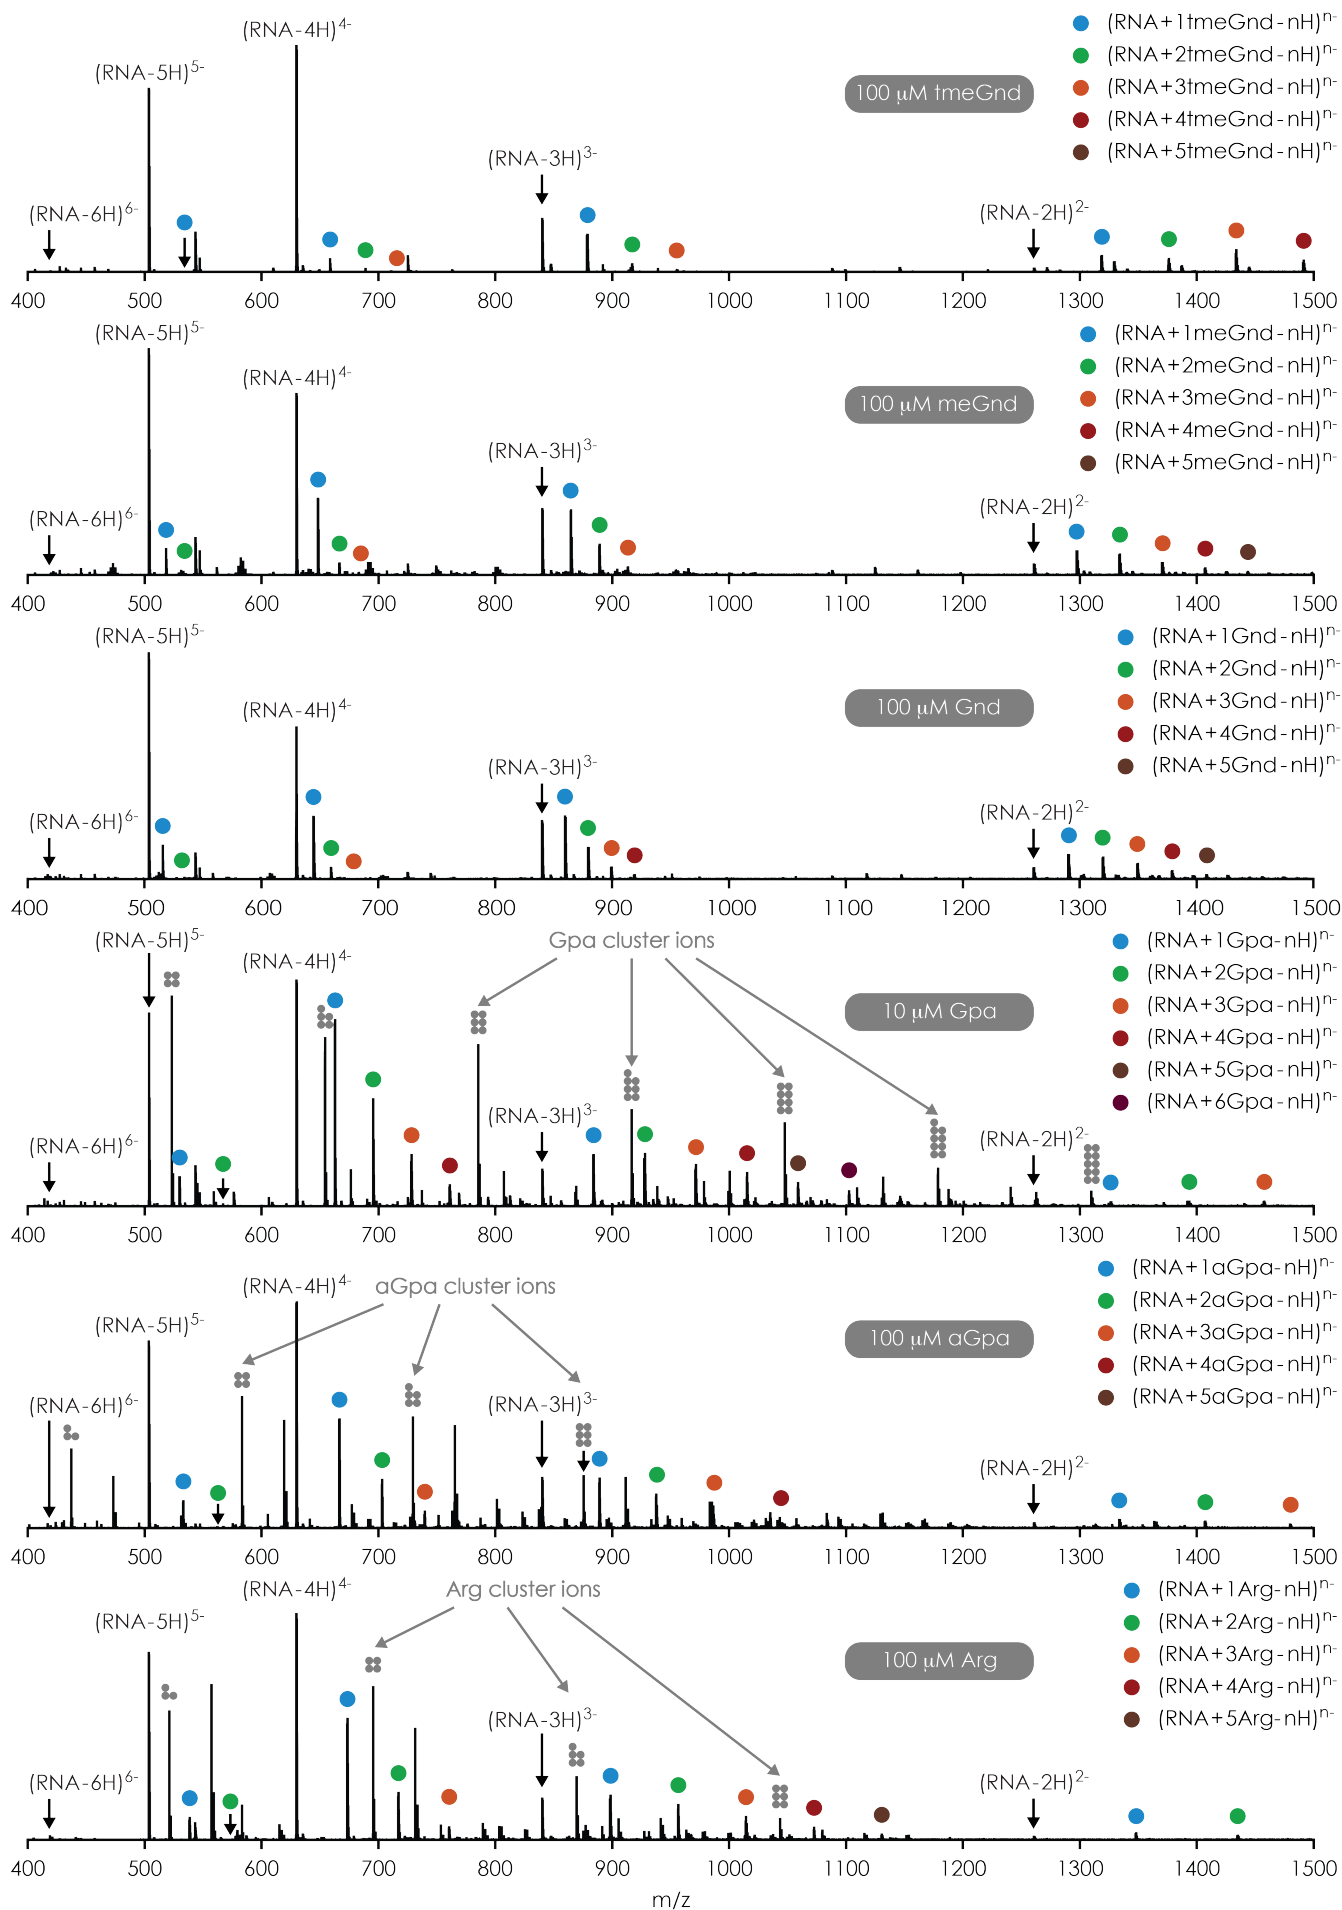 (RNA-4H)4-
(RNA+1tmeGnd-nH)n-
(RNA+2tmeGnd-nH)n-
(RNA-5H)5-
100 μM tmeGnd
(RNA+3tmeGnd-nH)n-
(RNA+4tmeGnd-nH)n-
(RNA+5tmeGnd-nH)n-
(RNA-3H)3-
(RNA-6H)6-
(RNA-2H)2-
400 500 600 700 800 900 1000 1100 1200 1300 1400 1500
(RNA-5H)5-
(RNA+1meGnd-nH)n-
(RNA+2meGnd-nH)n-
(RNA-4H)4-
100 μM meGnd
(RNA+3meGnd-nH)n-
(RNA+4meGnd-nH)n-
(RNA-3H)3-
(RNA+5meGnd-nH)n-
(RNA-6H)6-
(RNA-2H)2-
400 500 600 700 800 900 1000 1100 1200 1300 1400 1500
(RNA-5H)5-
(RNA+1Gnd-nH)n-
(RNA+2Gnd-nH)n-
(RNA-4H)4-
100 μM Gnd
(RNA+3Gnd-nH)n-
(RNA+4Gnd-nH)n-
(RNA-3H)3-
(RNA+5Gnd-nH)n-
(RNA-6H)6-
(RNA-2H)2-
400 500 600 700 800 900 1000 1100 1200 1300 1400 1500
(RNA-5H)5-
Gpa cluster ions
(RNA+1Gpa-nH)n-
(RNA-4H)4-
(RNA+2Gpa-nH)n-
10 μM Gpa
(RNA+3Gpa-nH)n-
(RNA+4Gpa-nH)n-
(RNA+5Gpa-nH)n-
(RNA+6Gpa-nH)n-
(RNA-3H)3-
(RNA-6H)6-
(RNA-2H)2-
400 500 600 700 800 900 1000 1100 1200 1300 1400 1500
(RNA-4H)4-
aGpa cluster ions
(RNA+1aGpa-nH)n-
(RNA+2aGpa-nH)n-
(RNA-5H)5-
100 μM aGpa
(RNA+3aGpa-nH)n-
(RNA+4aGpa-nH)n-
(RNA+5aGpa-nH)n-
(RNA-6H)6-
(RNA-3H)3-
(RNA-2H)2-
400 500 600 700 800 900 1000 1100 1200 1300 1400 1500
(RNA-4H)4-
Arg cluster ions
(RNA+1Arg-nH)n-
(RNA-5H)5-
(RNA+2Arg-nH)n-
100 μM Arg
(RNA+3Arg-nH)n-
(RNA+4Arg-nH)n-
(RNA+5Arg-nH)n-
(RNA-3H)3-
(RNA-6H)6-
(RNA-2H)2-
400 500 600 700 800 900 1000 1100 1200 1300 1400 1500
m/z